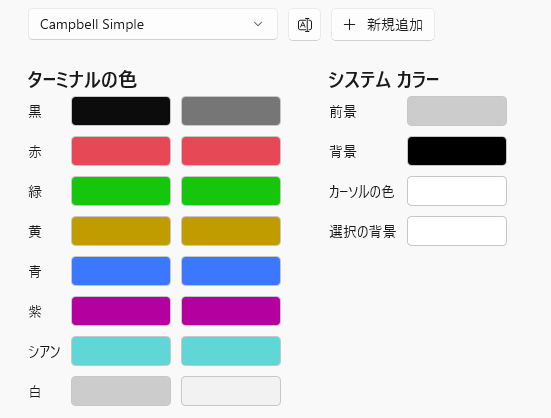 Campbell Simple
新規追加
ターミナルの色
黒
赤
緑
黄
青
紫
シアン
白
システム カラー
前景
背景
カーソルの色
選択の背景